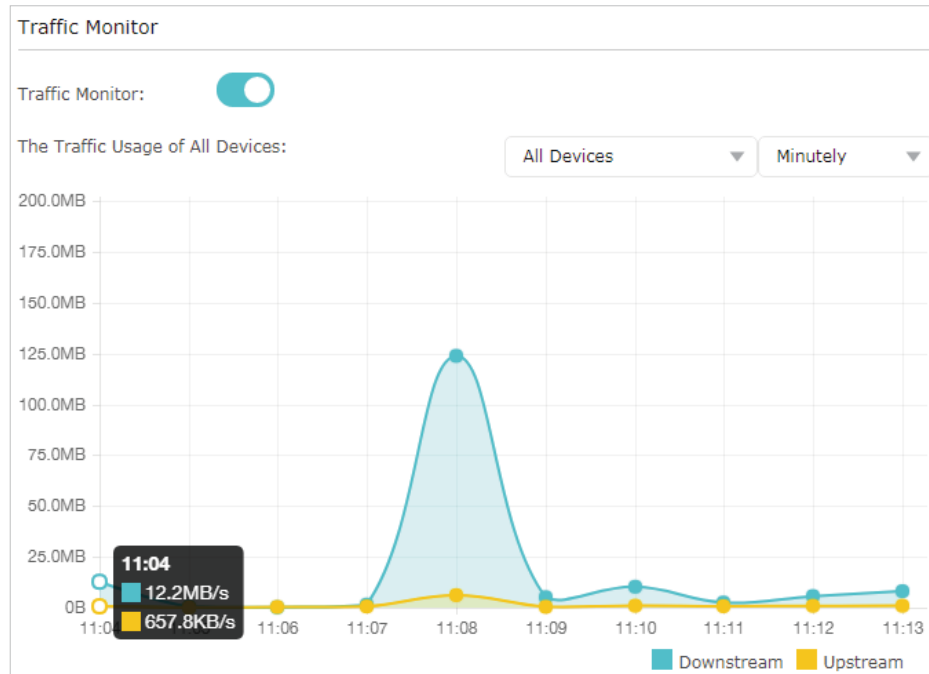 Traffic Monitor
Traffic Monitor:
The Traffic Usage of All Devices:
All Devices
Minutely
200.0MB
175.0MB
150.0MB
125.0MB
100.0MB
75.0MB
50.0MB
25.0MB
0B
11:04
12.2MB/s
657.8KB/s
11:06 11:07 11:08 11:09 11:10 11:11 11:12 11:13
Downstream Upstream